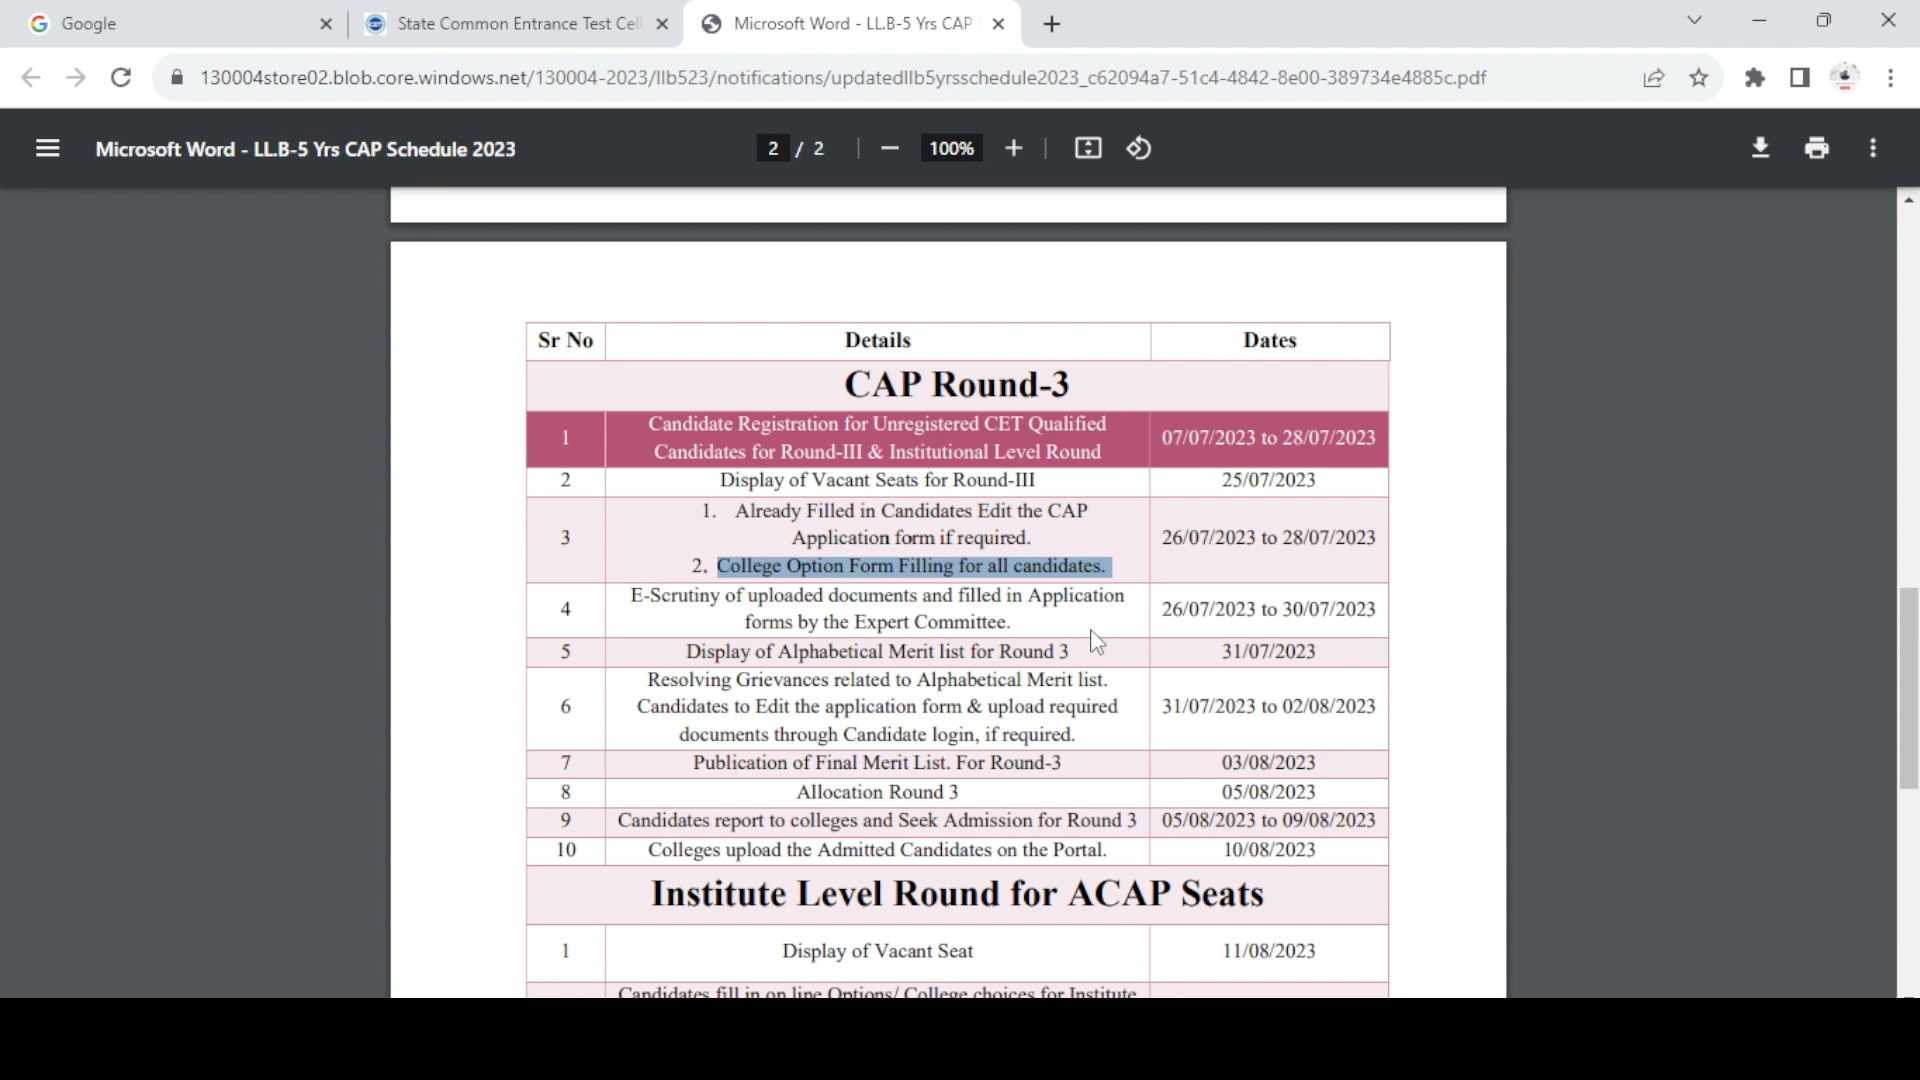 Google
State Common Entrance Test Cell
Microsoft Word - LL.B-5 Yrs CAP
130004store02.blob.core.windows.net/130004-2023/llb523/notifications/updatedllb5yrsschedule2023_c62094a7-51c4-4842-8e00-389734e4885c.pdf
Microsoft Word - LL.B-5 Yrs CAP Schedule 2023
2 / 2
100%
Sr No Details Dates
CAP Round-3
1 Candidate Registration for Unregistered CET Qualified
Candidates for Round-III & Institutional Level Round 07/07/2023 to 28/07/2023
2 Display of Vacant Seats for Round-III 25/07/2023
3 1. Already Filled in Candidates Edit the CAP
Application form if required. 26/07/2023 to 28/07/2023
2. College Option Form Filling for all candidates.
4 E-Scrutiny of uploaded documents and filled in Application
forms by the Expert Committee. 26/07/2023 to 30/07/2023
5 Display of Alphabetical Merit list for Round 3 31/07/2023
Resolving Grievances related to Alphabetical Merit list.
6 Candidates to Edit the application form & upload required 31/07/2023 to 02/08/2023
documents through Candidate login, if required.
7 Publication of Final Merit List. For Round-3 03/08/2023
8 Allocation Round 3 05/08/2023
9 Candidates report to colleges and Seek Admission for Round 3 05/08/2023 to 09/08/2023
10 Colleges upload the Admitted Candidates on the Portal. 10/08/2023
Institute Level Round for ACAP Seats
1 Display of Vacant Seat 11/08/2023
Candidates fill in on line Options/ College choices for Institute